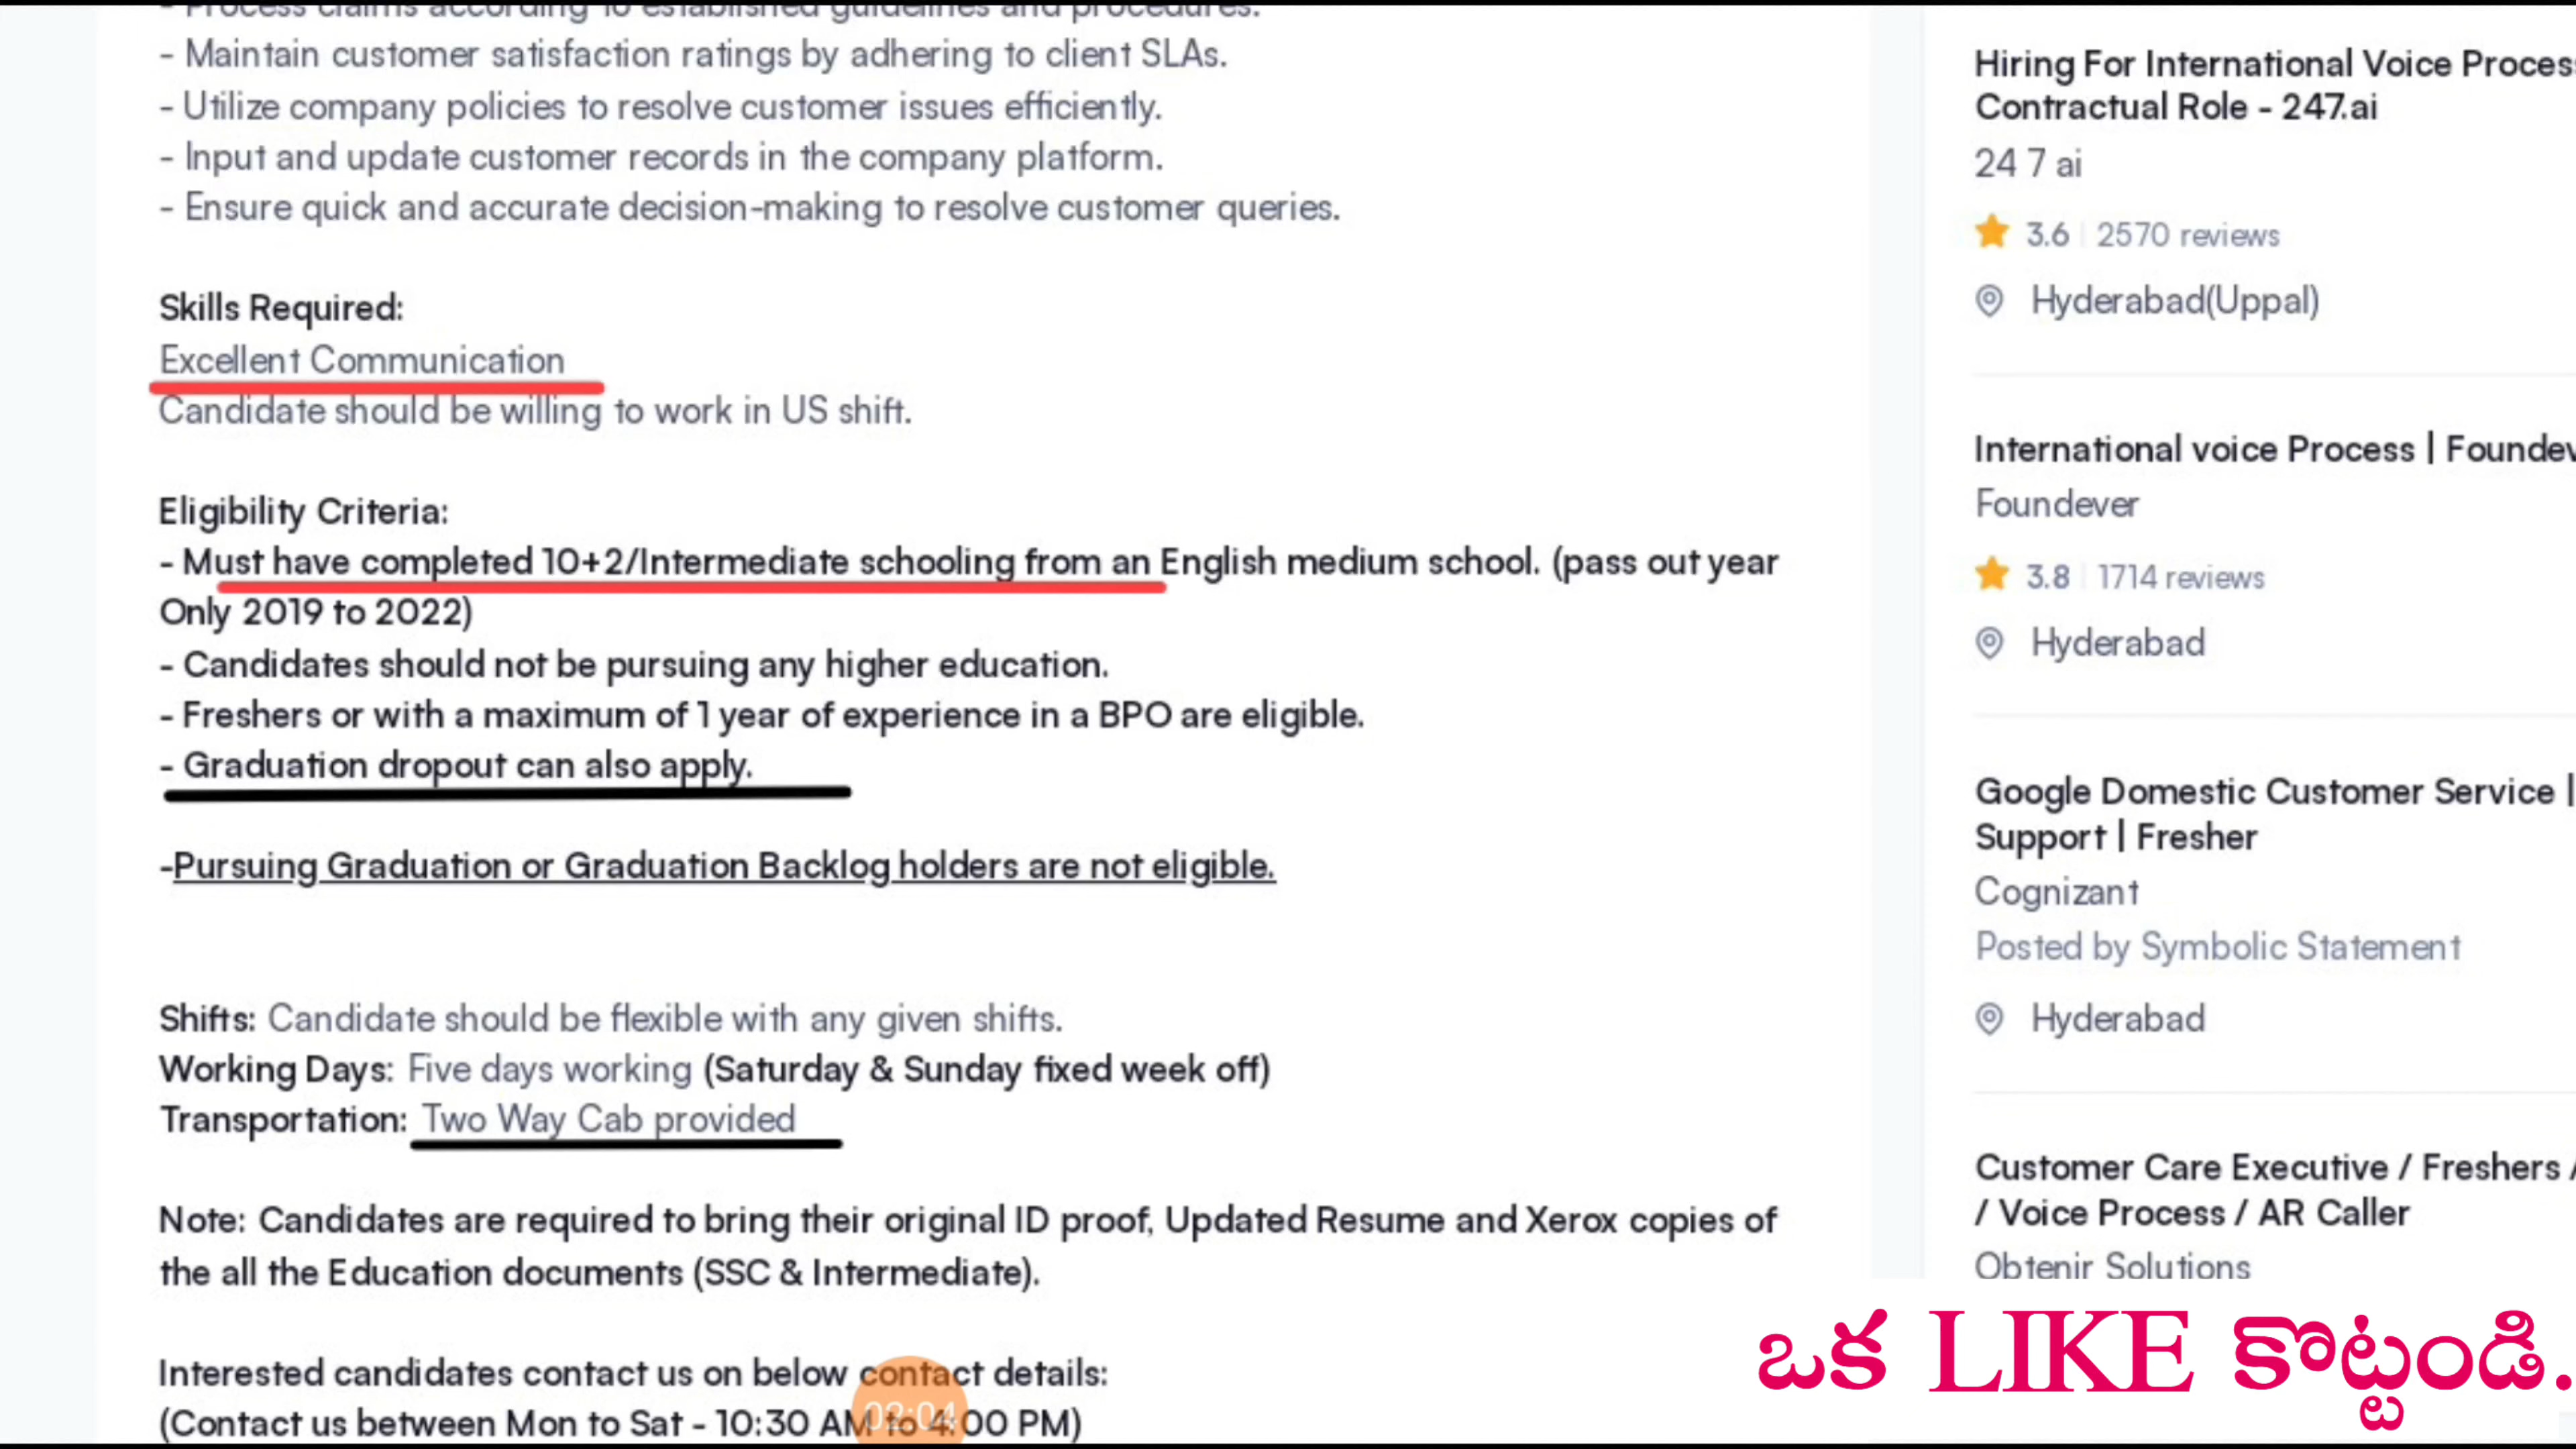 - Process claims according to established guidelines and procedures.
- Maintain customer satisfaction ratings by adhering to client SLAs.
- Utilize company policies to resolve customer issues efficiently.
- Input and update customer records in the company platform.
- Ensure quick and accurate decision-making to resolve customer queries.
Skills Required:
Excellent Communication
Candidate should be willing to work in US shift.
Eligibility Criteria:
- Must have completed 10+2/Intermediate schooling from an English medium school. (pass out year
Only 2019 to 2022)
- Candidates should not be pursuing any higher education.
- Freshers or with a maximum of 1 year of experience in a BPO are eligible.
- Graduation dropout can also apply.
-Pursuing Graduation or Graduation Backlog holders are not eligible.
Shifts: Candidate should be flexible with any given shifts.
Working Days: Five days working (Saturday & Sunday fixed week off)
Transportation: Two Way Cab provided
Note: Candidates are required to bring their original ID proof, Updated Resume and Xerox copies of
the all the Education documents (SSC & Intermediate).
Interested candidates contact us on below contact details:
(Contact us between Mon to Sat - 10:30 AM to 4:00 PM)
02:04
Hiring For International Voice Process
Contractual Role - 247.ai
24 7 ai
3.6 2570 reviews
Hyderabad(Uppal)
International voice Process | Foundev
Foundever
3.8 1714 reviews
Hyderabad
Google Domestic Customer Service |
Support | Fresher
Cognizant
Posted by Symbolic Statement
Hyderabad
Customer Care Executive / Freshers /
/ Voice Process / AR Caller
Obtenir Solutions
ఒక LIKE కొట్టండి.